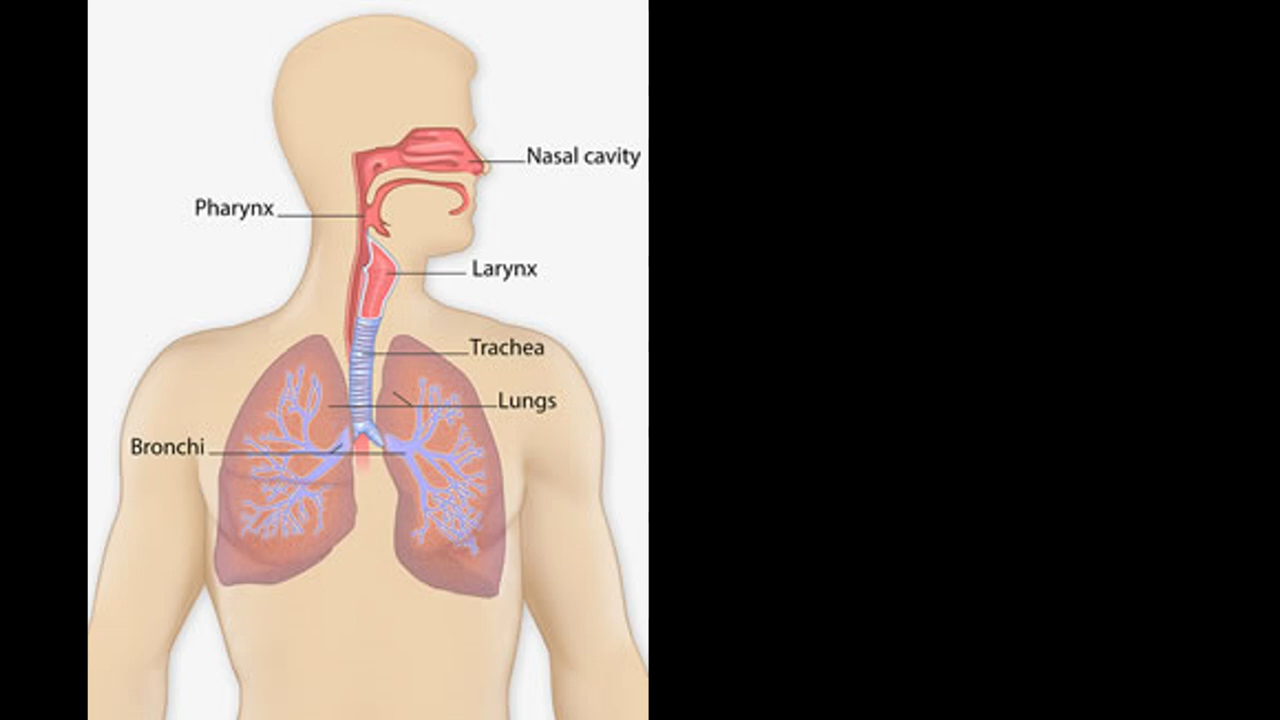 Nasal cavity
Pharynx
Larynx
Trachea
Lungs
Bronchi